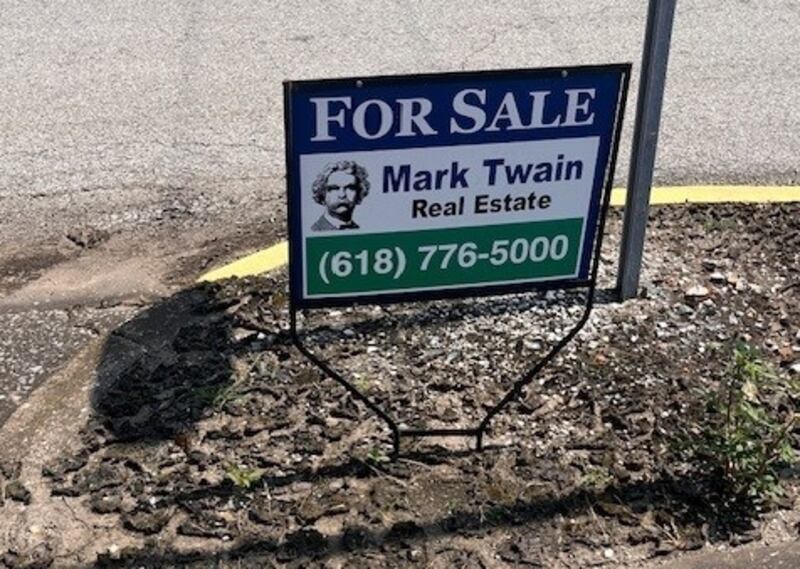 FOR SALE
Mark Twain
Real Estate
(618) 776-5000